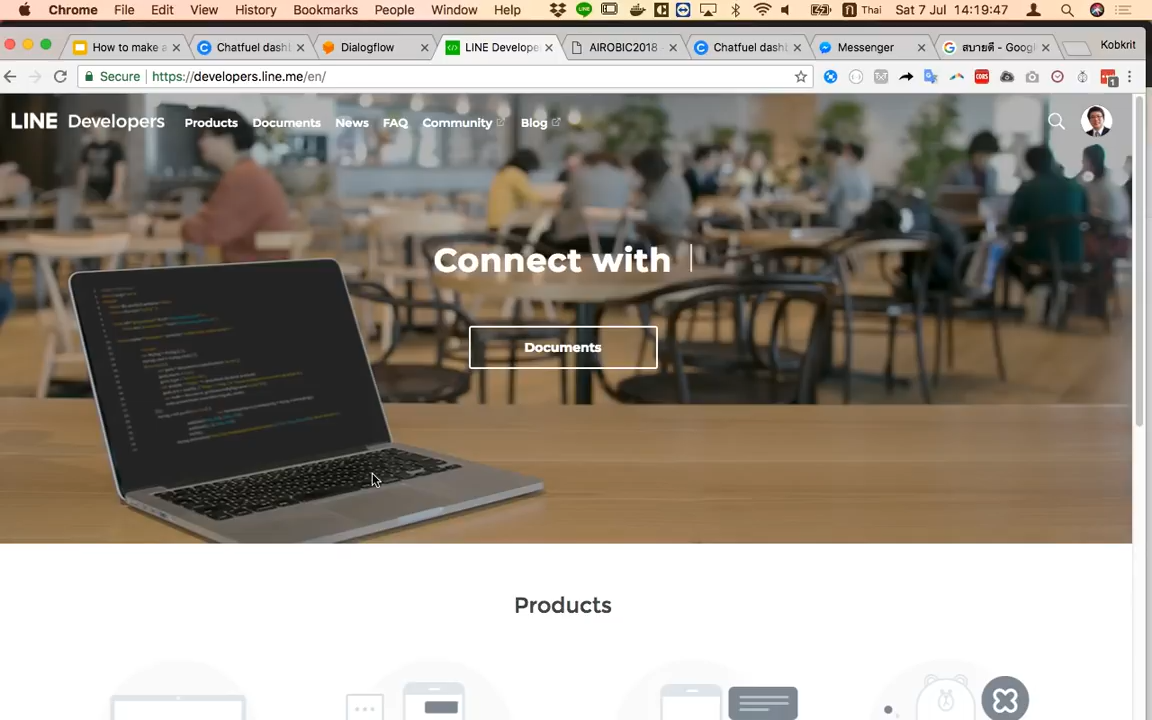 Chrome File Edit View History Bookmarks People Window Help Thai Sat 7 Jul 14:19:47
How to make a Chatfuel dashb Dialogflow LINE Develope AIROBIC2018 Chatfuel dashb Messenger สบายดี - Googl Kobkrit
Secure https://developers.line.me/en/
LINE Developers Products Documents News FAQ Community Blog
Connect with
Documents
Products